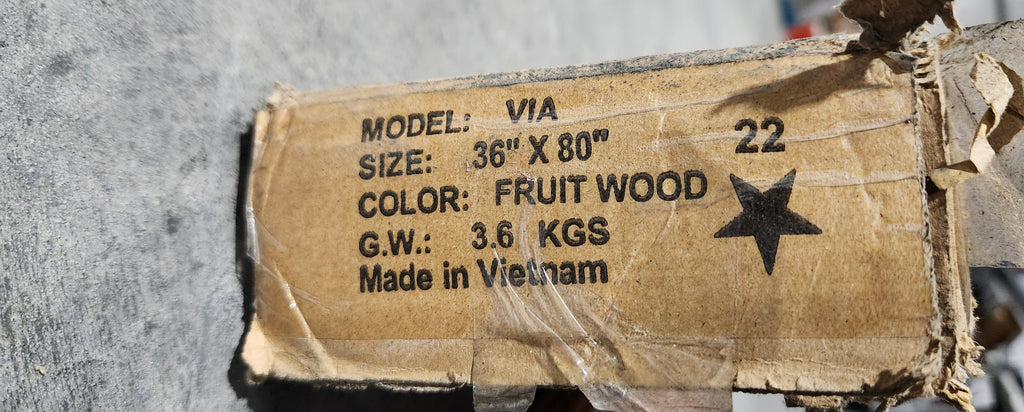 MODEL: VIA
SIZE: 36" X 80"
COLOR: FRUIT WOOD
G.W.: 3.6 KGS
Made in Vietnam
22